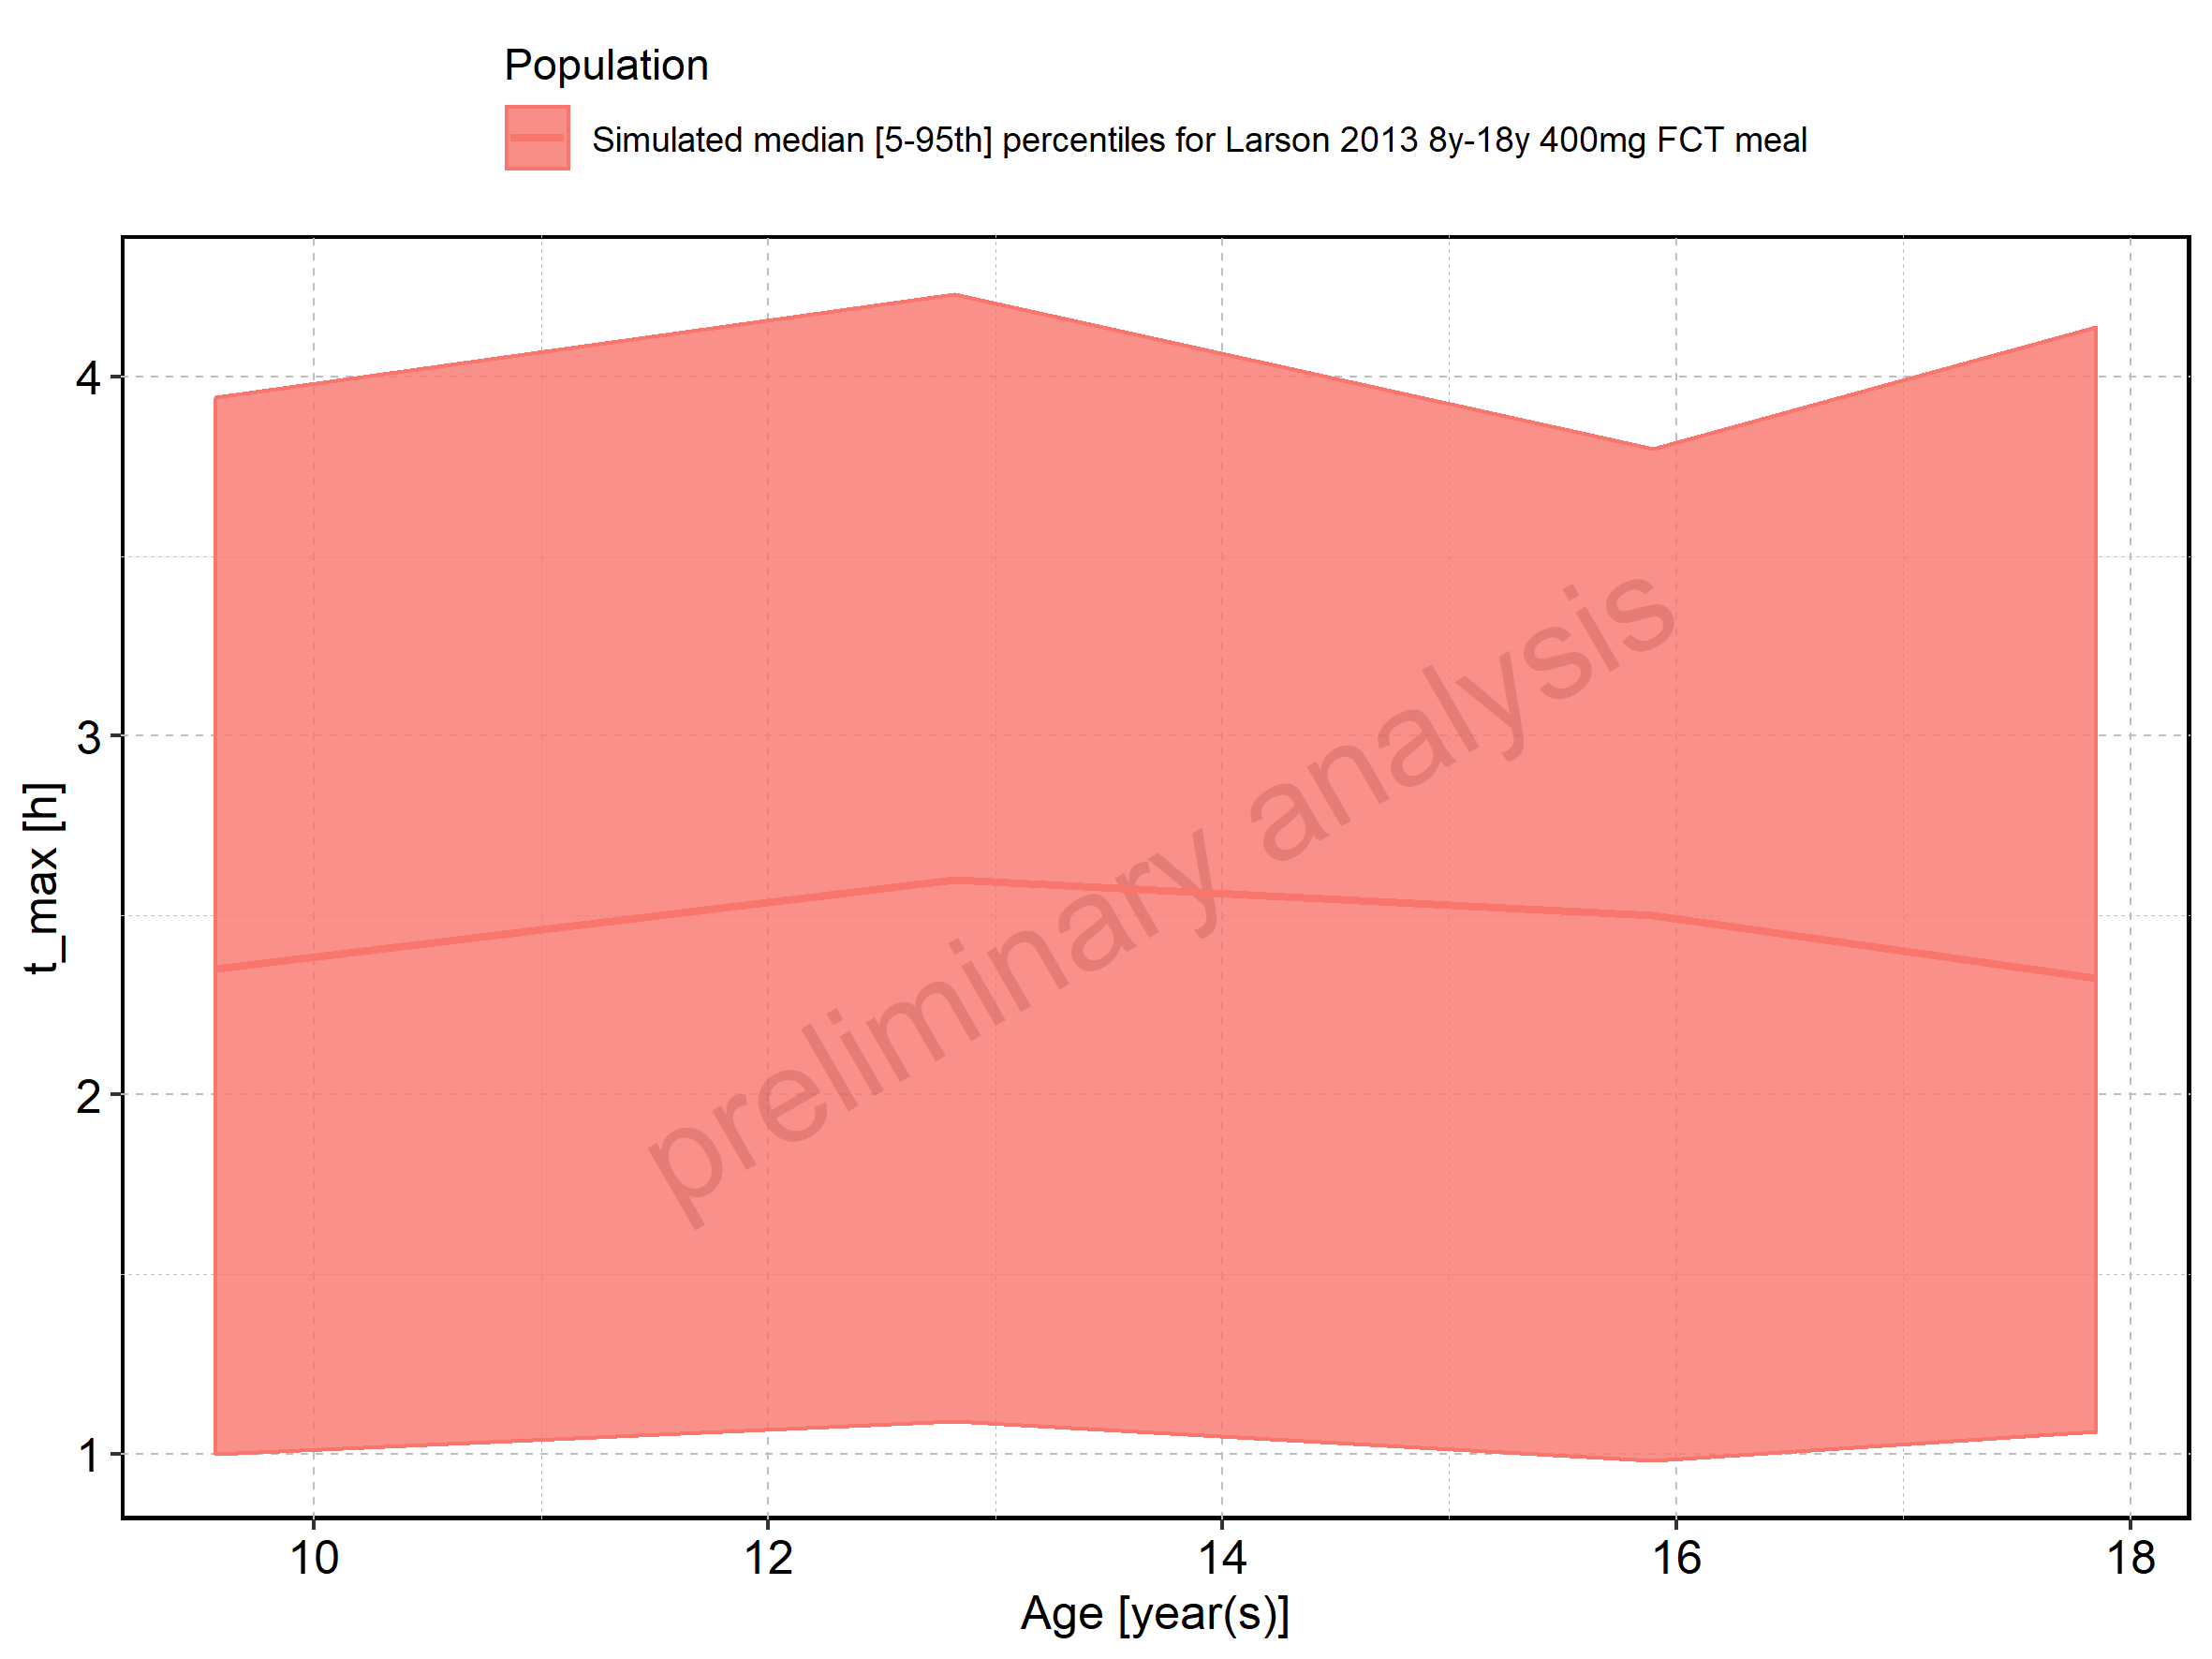 Population
Simulated median [5-95th] percentiles for Larson 2013 8y-18y 400mg FCT meal
4
3
2
1
t_max [h]
preliminary analysis
10 12 14 16 18
Age [year(s)]